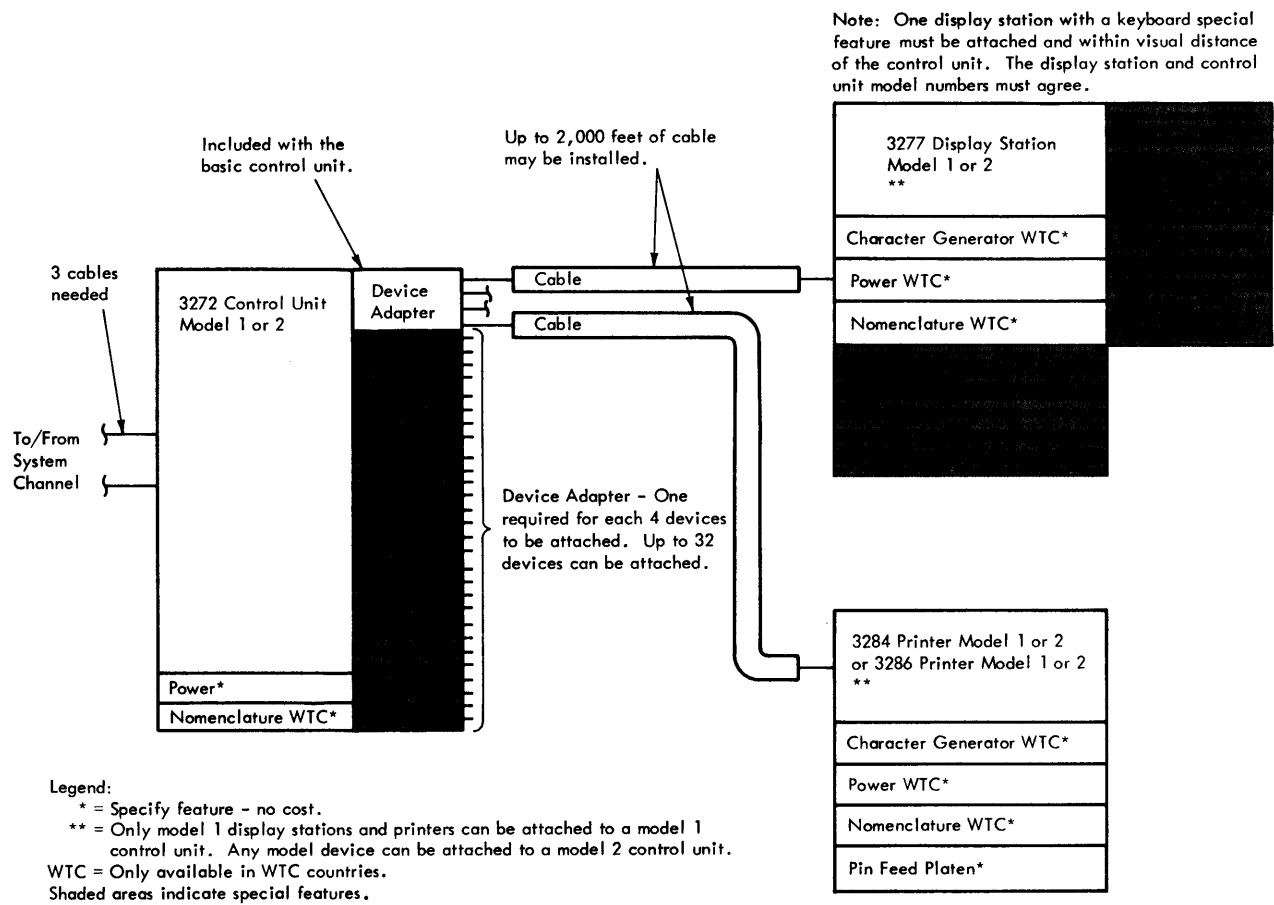 Note: One display station with a keyboard special
feature must be attached and within visual distance
of the control unit. The display station and control
unit model numbers must agree.
Included with the
basic control unit.
Up to 2,000 feet of cable
may be installed.
3277 Display Station
Model 1 or 2
**
Character Generator WTC*
Power WTC*
Nomenclature WTC*
3 cables
needed
3272 Control Unit
Model 1 or 2
Device
Adapter
Cable
Cable
To/From
System
Channel
Device Adapter - One
required for each 4 devices
to be attached. Up to 32
devices can be attached.
Power*
Nomenclature WTC*
3284 Printer Model 1 or 2
or 3286 Printer Model 1 or 2
**
Character Generator WTC*
Power WTC*
Nomenclature WTC*
Pin Feed Platen*
Legend:
* = Specify feature - no cost.
** = Only model 1 display stations and printers can be attached to a model 1
control unit. Any model device can be attached to a model 2 control unit.
WTC = Only available in WTC countries.
Shaded areas indicate special features.